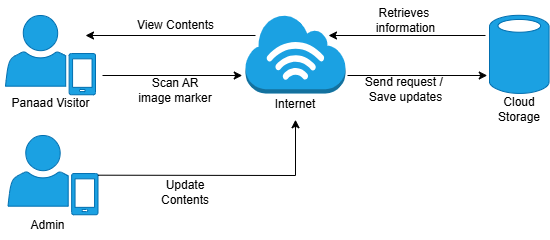 View Contents
Retrieves
information
Scan AR
image marker
Send request /
Save updates
Panaad Visitor
Internet
Cloud
Storage
Update
Contents
Admin